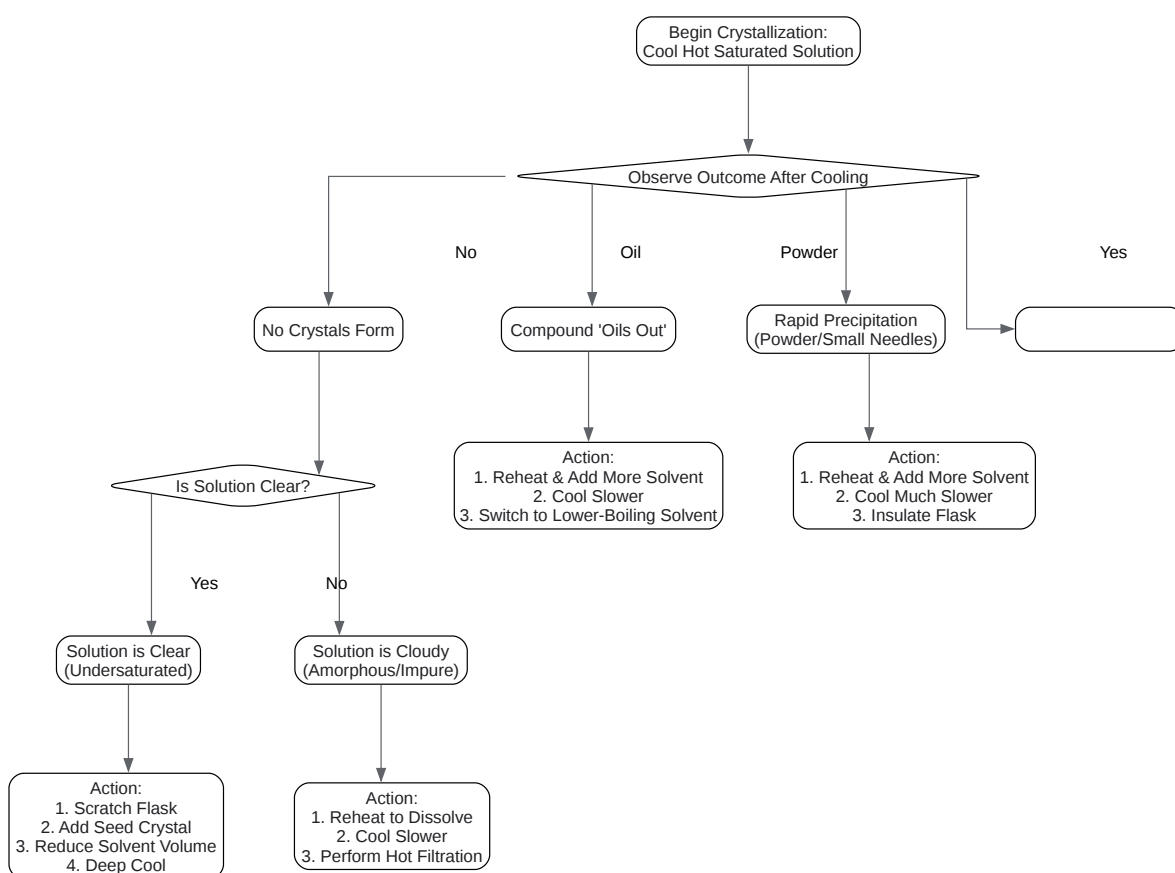 Begin Crystallization:
Cool Hot Saturated Solution
Observe Outcome After Cooling
No
Oil
Powder
Yes
No Crystals Form
Compound 'Oils Out'
Rapid Precipitation
(Powder/Small Needles)
Action:
1. Reheat & Add More Solvent
2. Cool Slower
3. Switch to Lower-Boiling Solvent
Action:
1. Reheat & Add More Solvent
2. Cool Much Slower
3. Insulate Flask
Is Solution Clear?
Yes
No
Solution is Clear
(Undersaturated)
Solution is Cloudy
(Amorphous/Impure)
Action:
1. Scratch Flask
2. Add Seed Crystal
3. Reduce Solvent Volume
4. Deep Cool
Action:
1. Reheat to Dissolve
2. Cool Slower
3. Perform Hot Filtration